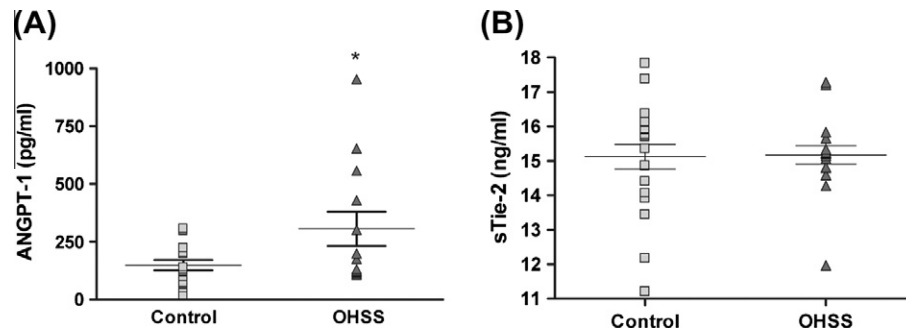 (A)
*
ANGPT-1 (pg/ml)
1000
750
500
250
0
Control
OHSS
(B)
sTie-2 (ng/ml)
18
17
16
15
14
13
12
11
Control
OHSS